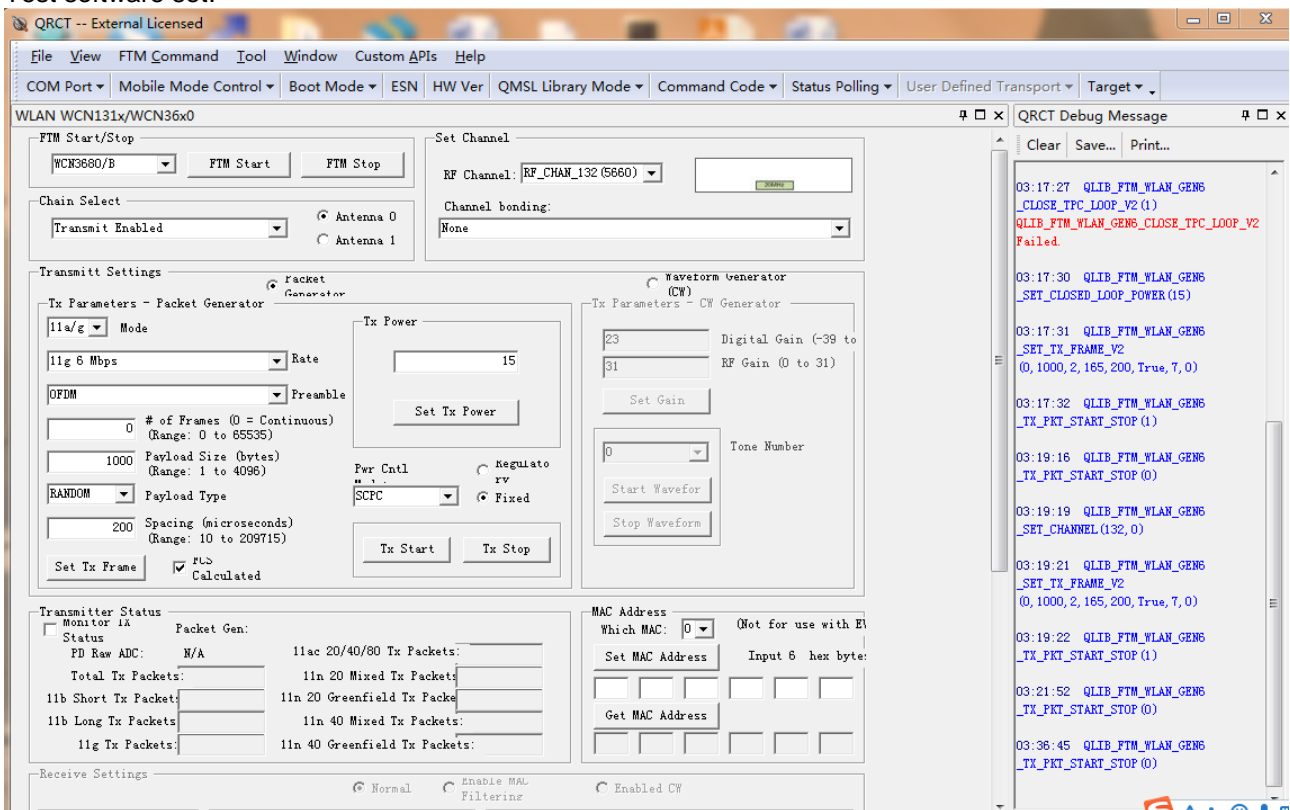 QRCT -- External Licensed
File View FTM Command Tool Window Custom APIs Help
COM Port Mobile Mode Control Boot Mode ESN HW Ver QMSL Library Mode Command Code Status Polling User Defined Transport Target
WLAN WCN131x/WCN36x0
FTM Start/Stop
WCN3680/B FTM Start FTM Stop
Set Channel
RF Channel: RF_CHAN_132 (5660)
20MHz
Channel bonding:
None
Chain Select
Transmit Enabled
Antenna 0
Antenna 1
Transmitt Settings
Packet
Generator
Waveform Generator
(CW)
Tx Parameters - Packet Generator
11a/g Mode
11g 6 Mbps Rate
OFDM Preamble
0 # of Frames (0 = Continuous)
(Range: 0 to 65535)
1000 Payload Size (bytes)
(Range: 1 to 4096)
RANDOM Payload Type
200 Spacing (microseconds)
(Range: 10 to 209715)
Set Tx Frame FCS
Calculated
Tx Power
15
Set Tx Power
Pwr Cntl
SCPC
Regulato
ry
Fixed
Tx Start Tx Stop
Tx Parameters - CW Generator
23 Digital Gain (-39 to
31 RF Gain (0 to 31)
Set Gain
0 Tone Number
Start Wavefor
Stop Waveform
Transmitter Status
Monitor TX
Status
Packet Gen:
PD Raw ADC: N/A
Total Tx Packets:
11b Short Tx Packet:
11b Long Tx Packets
11g Tx Packets:
11ac 20/40/80 Tx Packets:
11n 20 Mixed Tx Packets
11n 20 Greenfield Tx Packe
11n 40 Mixed Tx Packets:
11n 40 Greenfield Tx Packets:
MAC Address
Which MAC: 0 (Not for use with EV
Set MAC Address Input 6 hex byte:
Get MAC Address
Receive Settings
Normal
Enable MAC
Filtering
Enabled CW
QRCT Debug Message
Clear Save... Print...
03:17:27 QLIB_FTM_WLAN_GEN6
_CLOSE_TPC_LOOP_V2(1)
QLIB_FTM_WLAN_GEN6_CLOSE_TPC_LOOP_V2
Failed.
03:17:30 QLIB_FTM_WLAN_GEN6
_SET_CLOSED_LOOP_POWER(15)
03:17:31 QLIB_FTM_WLAN_GEN6
_SET_TX_FRAME_V2
(0, 1000, 2, 165, 200, True, 7, 0)
03:17:32 QLIB_FTM_WLAN_GEN6
_TX_PKT_START_STOP(1)
03:19:16 QLIB_FTM_WLAN_GEN6
_TX_PKT_START_STOP(0)
03:19:19 QLIB_FTM_WLAN_GEN6
_SET_CHANNEL(132, 0)
03:19:21 QLIB_FTM_WLAN_GEN6
_SET_TX_FRAME_V2
(0, 1000, 2, 165, 200, True, 7, 0)
03:19:22 QLIB_FTM_WLAN_GEN6
_TX_PKT_START_STOP(1)
03:21:52 QLIB_FTM_WLAN_GEN6
_TX_PKT_START_STOP(0)
03:36:45 QLIB_FTM_WLAN_GEN6
_TX_PKT_START_STOP(0)